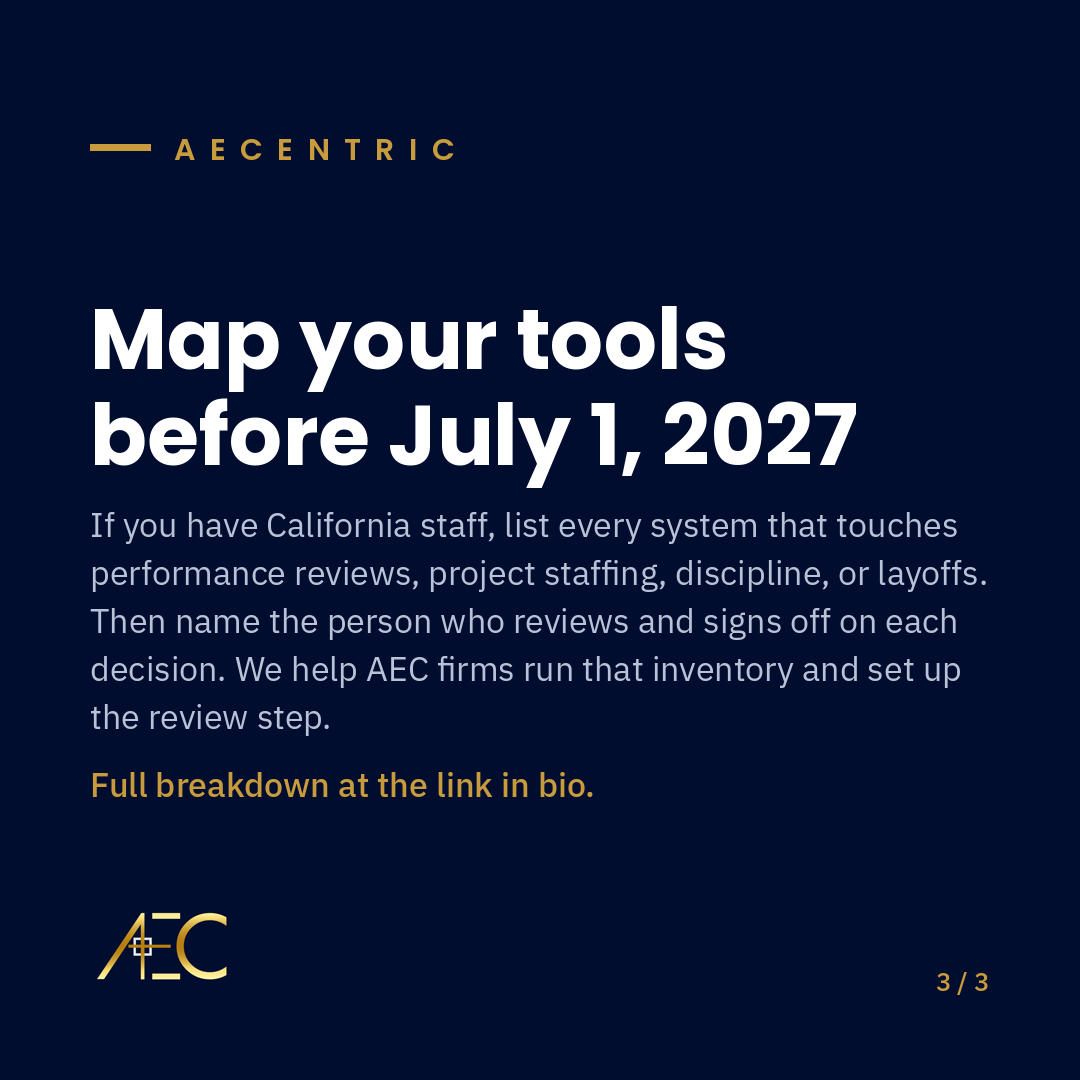 AECENTRIC
Map your tools
before July 1, 2027
If you have California staff, list every system that touches
performance reviews, project staffing, discipline, or layoffs.
Then name the person who reviews and signs off on each
decision. We help AEC firms run that inventory and set up
the review step.
Full breakdown at the link in bio.
AEC
3 / 3